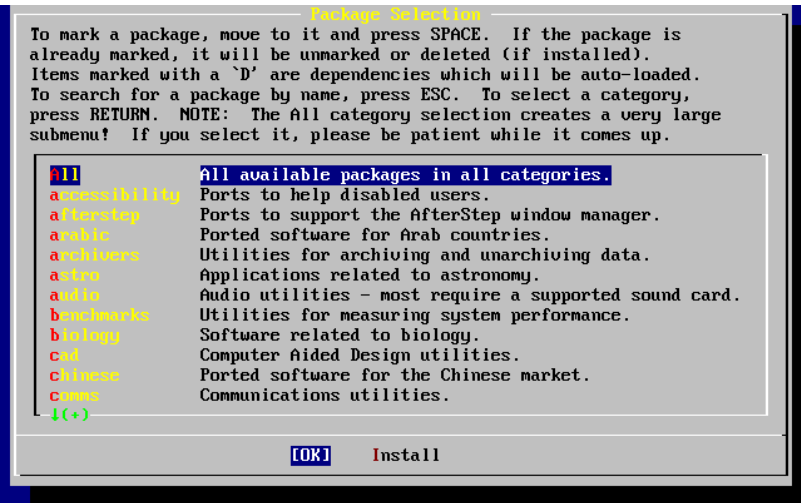 Package Selection
To mark a package, move to it and press SPACE.  If the package is
already marked, it will be unmarked or deleted (if installed).
Items marked with a `D' are dependencies which will be auto-loaded.
To search for a package by name, press ESC.  To select a category,
press RETURN.  NOTE:  The All category selection creates a very large
submenu!  If you select it, please be patient while it comes up.
All All available packages in all categories.
accessibility Ports to help disabled users.
afterstep Ports to support the AfterStep window manager.
arabic Ported software for Arab countries.
archivers Utilities for archiving and unarchiving data.
astro Applications related to astronomy.
audio Audio utilities - most require a supported sound card.
benchmarks Utilities for measuring system performance.
biology Software related to biology.
cad Computer Aided Design utilities.
chinese Ported software for the Chinese market.
comms Communications utilities.
↓(+)
[OK] Install